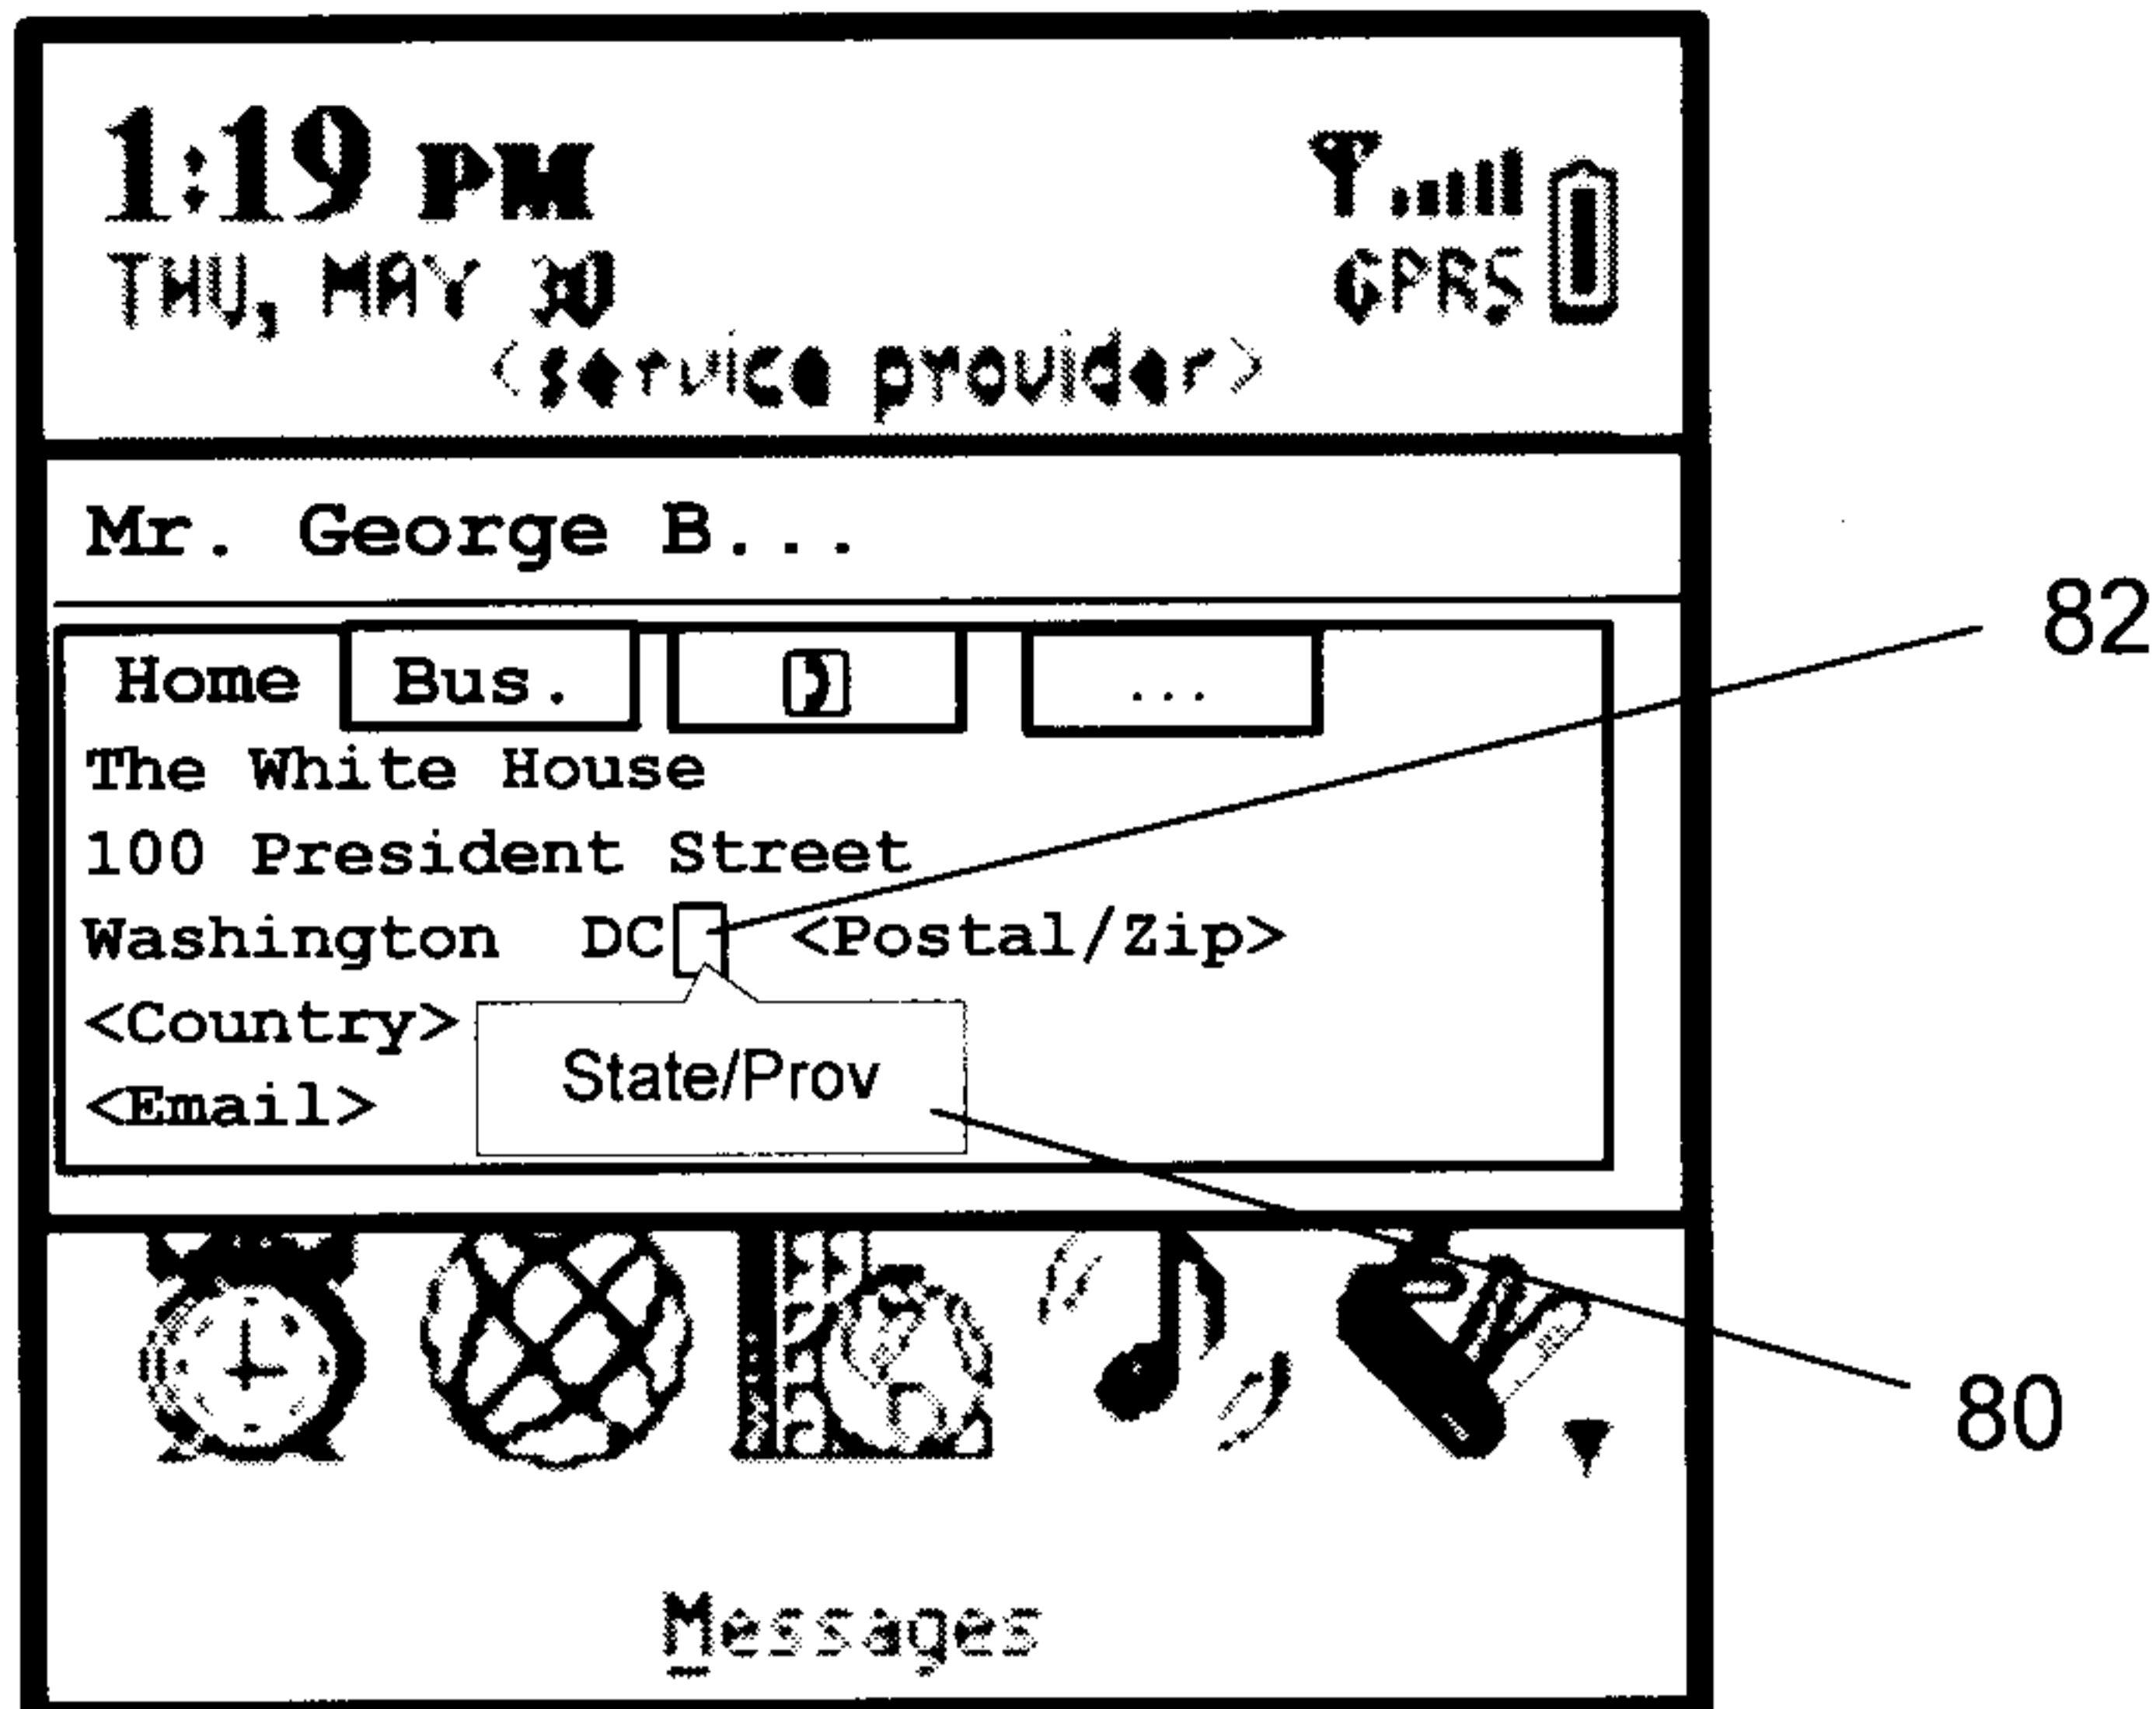 1:19 PM
THU, MAY
GPRS
<service provider>
Mr. George B...
Home Bus. ...
The White House
100 President Street
Washington DC <Postal/Zip>
<Country>
<Email>
State/Prov
Messages
82
80